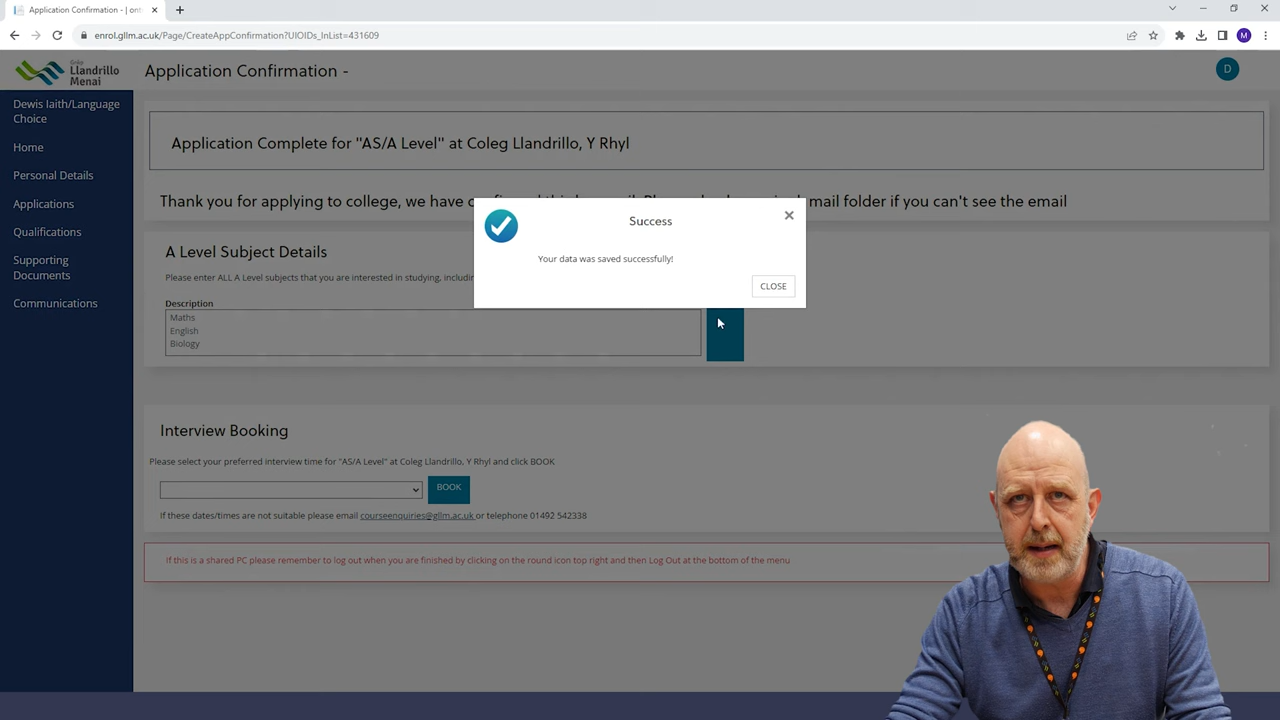 Application Confirmation - | ont
enrol.gllm.ac.uk/Page/CreateAppConfirmation?UIOIDs_InList=431609
M
Grŵp
Llandrillo
Menai
Application Confirmation -
D
Dewis Iaith/Language
Choice
Home
Personal Details
Applications
Qualifications
Supporting
Documents
Communications
Application Complete for "AS/A Level" at Coleg Llandrillo, Y Rhyl
Thank you for applying to college, we have mail folder if you can't see the email
Success
Your data was saved successfully!
CLOSE
A Level Subject Details
Please enter ALL A Level subjects that you are interested in studying,
Description
Maths
English
Biology
Interview Booking
Please select your preferred interview time for "AS/A Level" at Coleg Llandrillo, Y Rhyl and click BOOK
BOOK
If these dates/times are not suitable please email courseenquiries@gllm.ac.uk or telephone 01492 542338
If this is a shared PC please remember to log out when you are finished by clicking on the round icon top right and then Log Out at the bottom of the menu